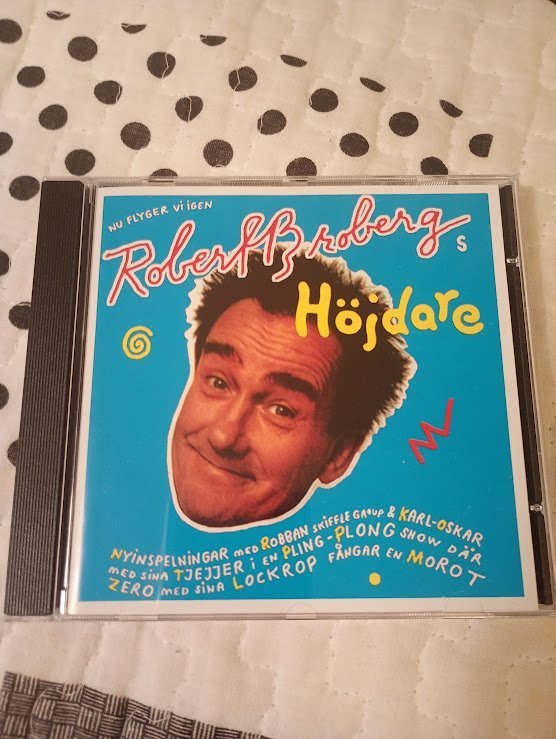 NU FLYGER Vi iGEN
Robert Brobergs
Höjdare
NYINSPELNINGAR MED ROBBAN SKIFFLE GROUP & KARL-OSKAR
MED SINA TJEJJER i EN PLING-PLONG SHOW DÄR
ZERO MED SINA LOCKROP FÅNGAR EN MOROT